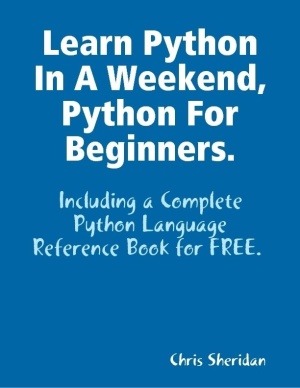 Learn Python
In A Weekend,
Python For
Beginners.
Including a Complete
Python Language
Reference Book for FREE.
Chris Sheridan